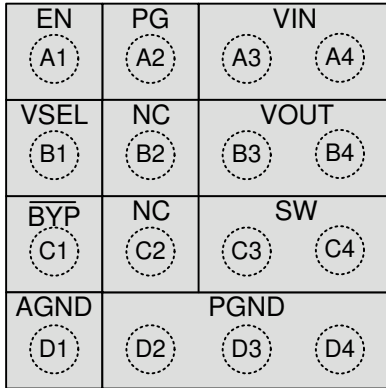 EN PG VIN
A1 A2 A3 A4
VSEL NC VOUT
B1 B2 B3 B4
BYP NC SW
C1 C2 C3 C4
AGND PGND
D1 D2 D3 D4